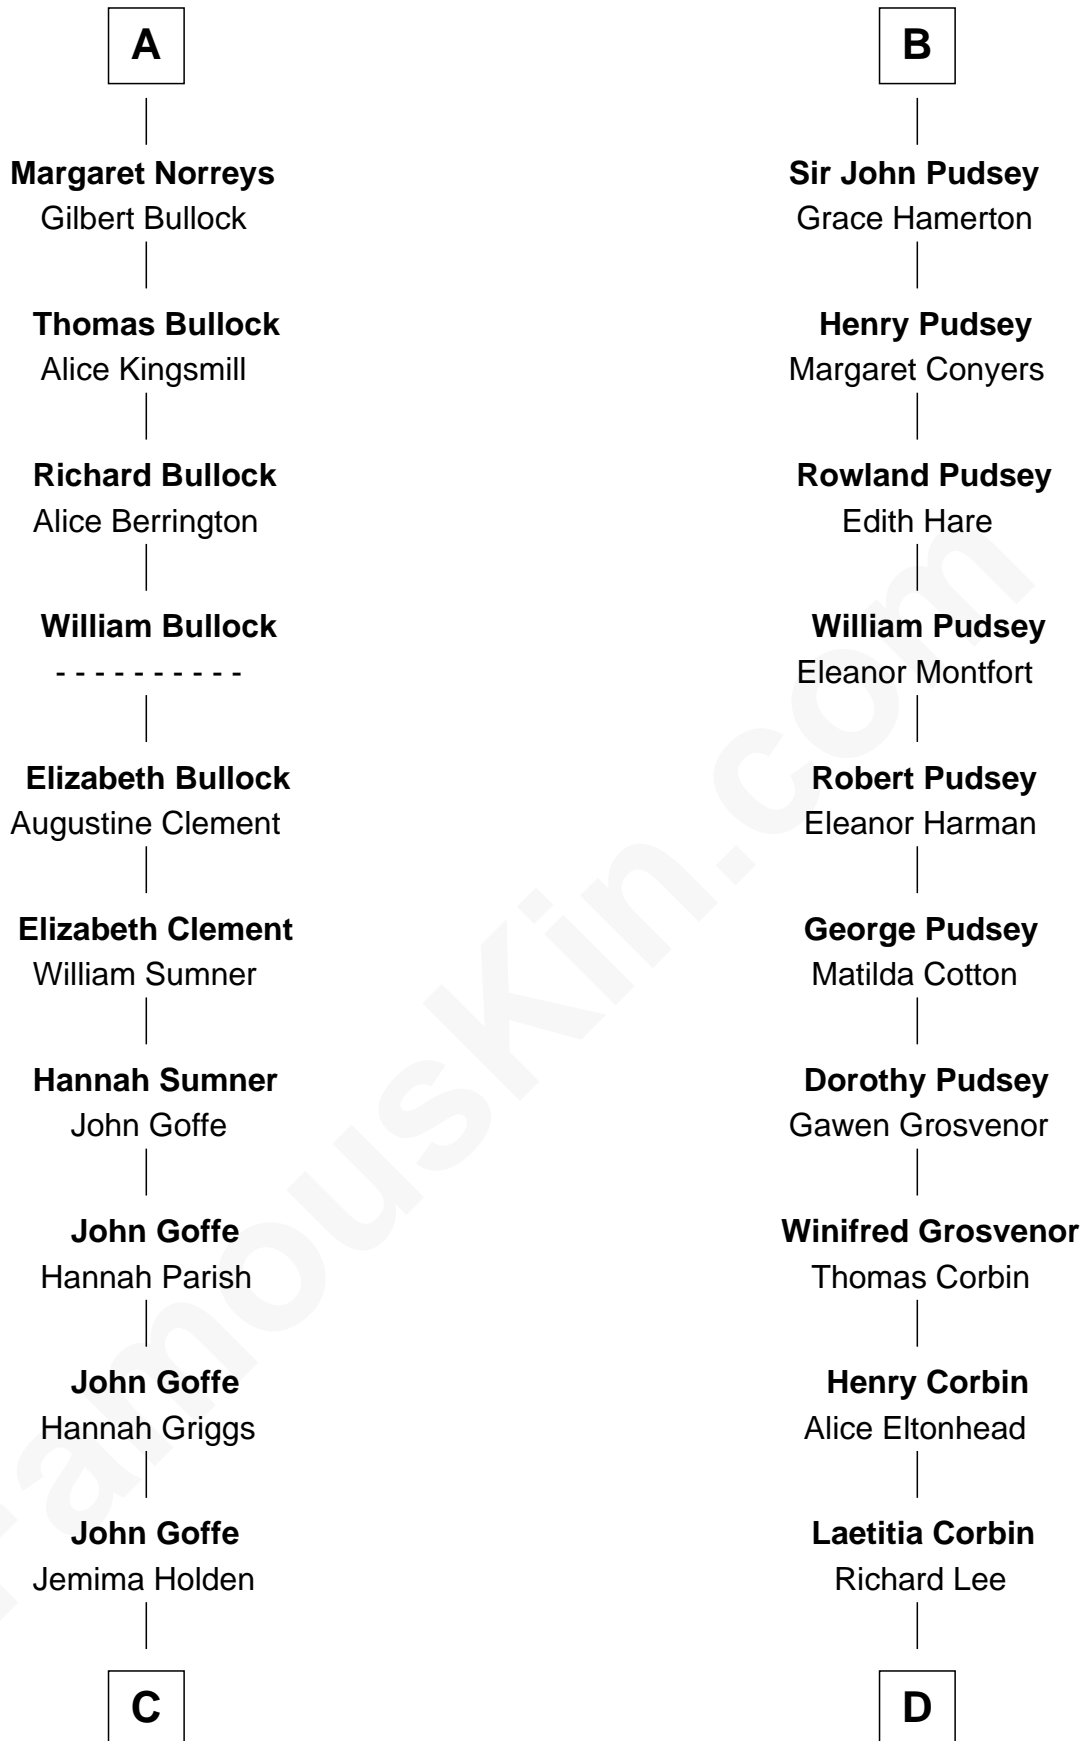 A
Margaret Norreys
Gilbert Bullock
Thomas Bullock
Alice Kingsmill
Richard Bullock
Alice Berrington
William Bullock
- - - - - - - - - -
Elizabeth Bullock
Augustine Clement
Elizabeth Clement
William Sumner
Hannah Sumner
John Goffe
John Goffe
Hannah Parish
John Goffe
Hannah Griggs
John Goffe
Jemima Holden
C
B
Sir John Pudsey
Grace Hamerton
Henry Pudsey
Margaret Conyers
Rowland Pudsey
Edith Hare
William Pudsey
Eleanor Montfort
Robert Pudsey
Eleanor Harman
George Pudsey
Matilda Cotton
Dorothy Pudsey
Gawen Grosvenor
Winifred Grosvenor
Thomas Corbin
Henry Corbin
Alice Eltonhead
Laetitia Corbin
Richard Lee
D
FamousKin.com